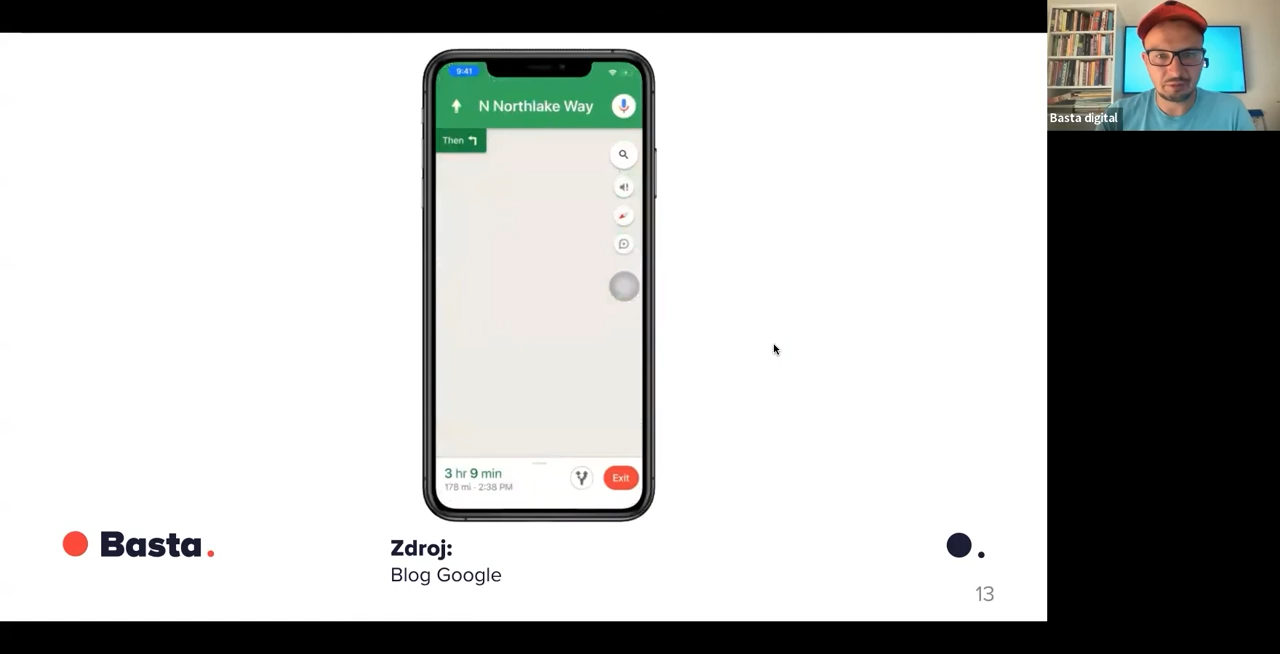 9:41
N Northlake Way
Then
3 hr 9 min
178 mi - 2:38 PM
Exit
Basta.
Zdroj:
Blog Google
13
Basta digital